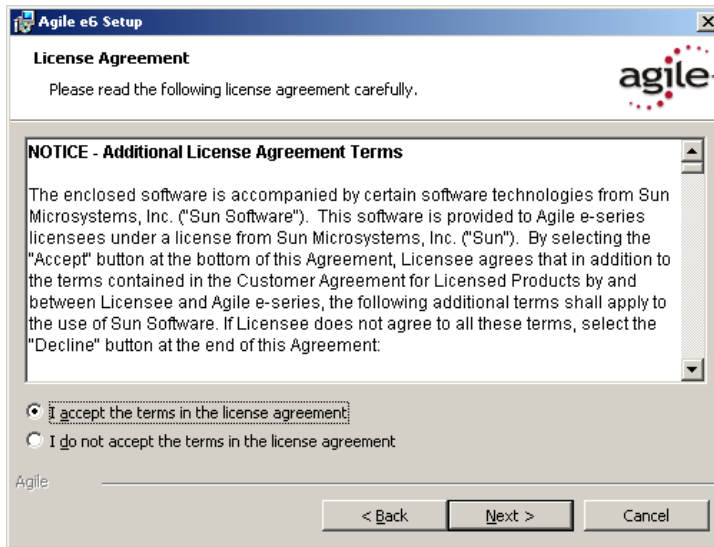 Agile e6 Setup
License Agreement
Please read the following license agreement carefully.
agile
NOTICE - Additional License Agreement Terms
The enclosed software is accompanied by certain software technologies from Sun
Microsystems, Inc. ("Sun Software").  This software is provided to Agile e-series
licensees under a license from Sun Microsystems, Inc. ("Sun").  By selecting the
"Accept" button at the bottom of this Agreement, Licensee agrees that in addition to
the terms contained in the Customer Agreement for Licensed Products by and
between Licensee and Agile e-series, the following additional terms shall apply to
the use of Sun Software. If Licensee does not agree to all these terms, select the
"Decline" button at the end of this Agreement:
I accept the terms in the license agreement
I do not accept the terms in the license agreement
Agile
< Back
Next >
Cancel